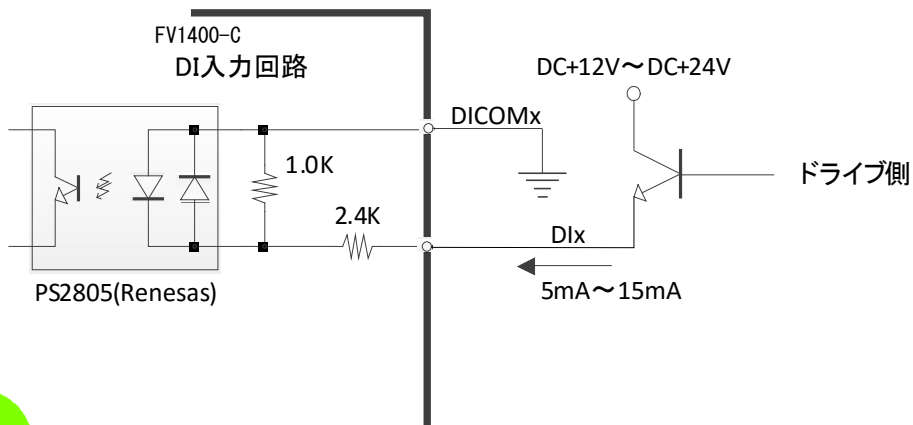 FV1400-C
DI入力回路
DC+12V～DC+24V
DICOMx
1.0K
ドライブ側
2.4K
DIx
5mA～15mA
PS2805(Renesas)